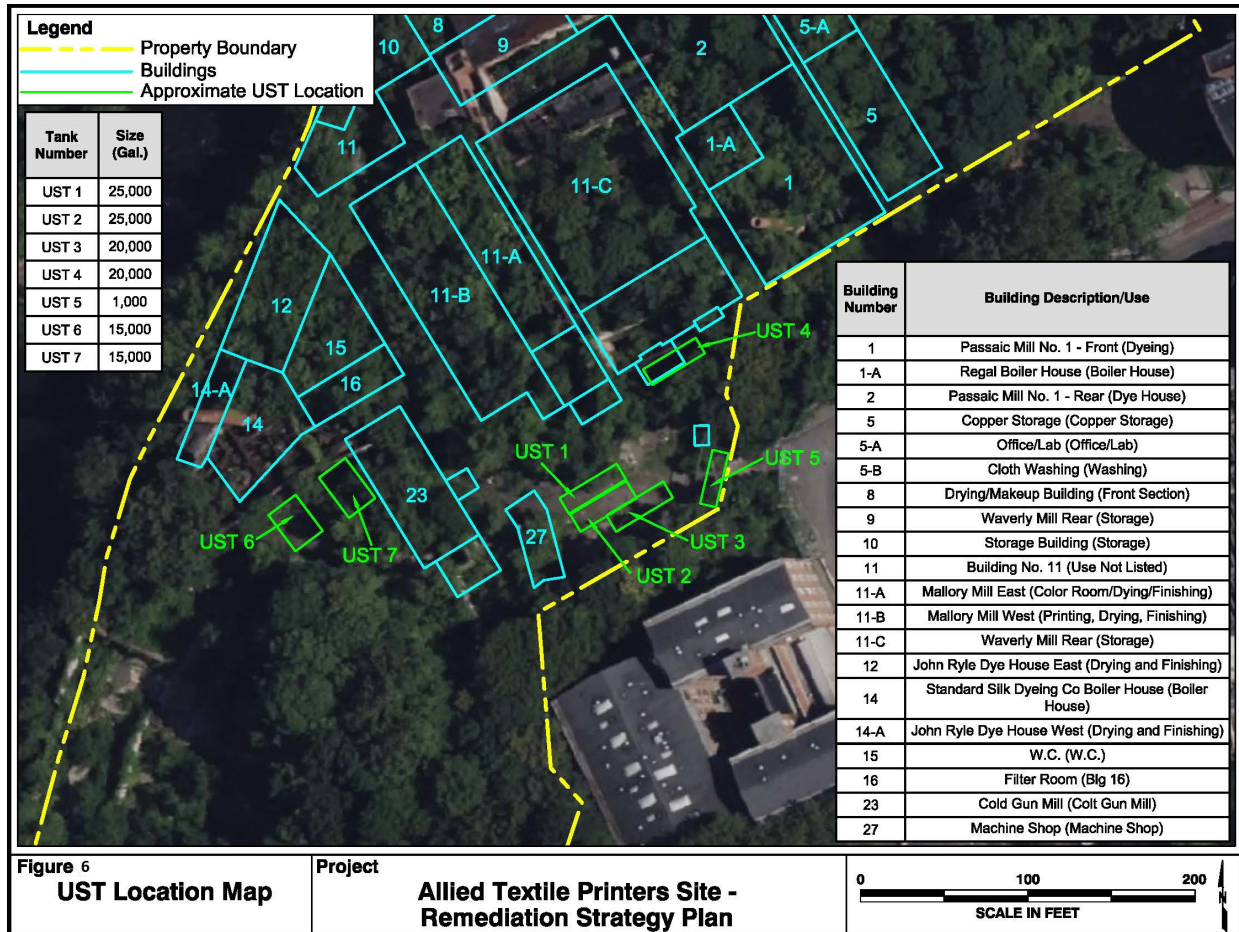 Legend
Property Boundary
Buildings
Approximate UST Location
Tank Number Size (Gal.)
UST 1 25,000
UST 2 25,000
UST 3 20,000
UST 4 20,000
UST 5 1,000
UST 6 15,000
UST 7 15,000
8
10
9
2
5-A
5
11
1-A
1
11-C
11-A
11-B
12
15
16
14-A
14
23
27
UST 4
UST 1
UST 5
UST 6
UST 7
UST 3
UST 2
Building Number Building Description/Use
1 Passaic Mill No. 1 - Front (Dyeing)
1-A Regal Boiler House (Boiler House)
2 Passaic Mill No. 1 - Rear (Dye House)
5 Copper Storage (Copper Storage)
5-A Office/Lab (Office/Lab)
5-B Cloth Washing (Washing)
8 Drying/Makeup Building (Front Section)
9 Waverly Mill Rear (Storage)
10 Storage Building (Storage)
11 Building No. 11 (Use Not Listed)
11-A Mallory Mill East (Color Room/Dying/Finishing)
11-B Mallory Mill West (Printing, Drying, Finishing)
11-C Waverly Mill Rear (Storage)
12 John Ryle Dye House East (Drying and Finishing)
14 Standard Silk Dyeing Co Boiler House (Boiler
House)
14-A John Ryle Dye House West (Drying and Finishing)
15 W.C. (W.C.)
16 Filter Room (Blg 16)
23 Cold Gun Mill (Colt Gun Mill)
27 Machine Shop (Machine Shop)
Figure 6
UST Location Map
Project
Allied Textile Printers Site -
Remediation Strategy Plan
0 100 200
SCALE IN FEET
N